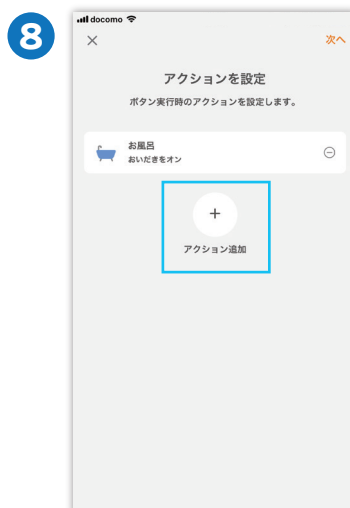 8
docomo
次へ
アクションを設定
ボタン実行時のアクションを設定します。
お風呂
おいだきをオン
アクション追加